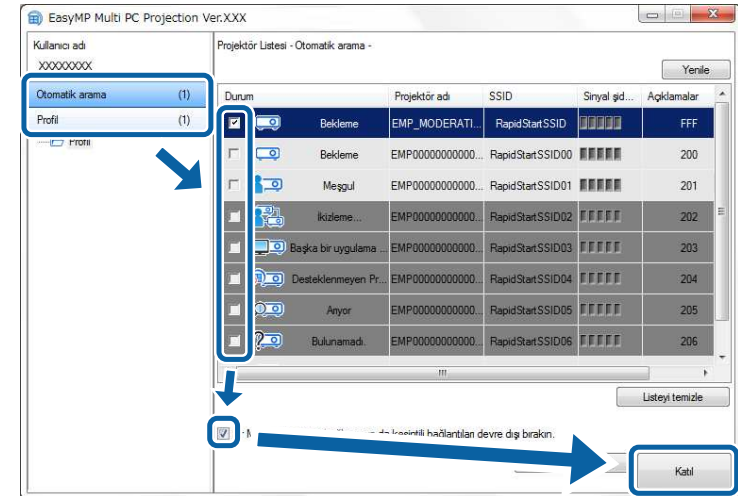 EasyMP Multi PC Projection Ver.XXX
Kullanıcı adı
XXXXXXXX
Otomatik arama (1)
Profil (1)
Profil
Projektör Listesi - Otomatik arama -
Yenile
Durum Projektör adı SSID Sinyal şid... Açıklamalar
Bekleme EMP_MODERATI... RapidStartSSID FFF
Bekleme EMP00000000000... RapidStartSSID00 200
Meşgul EMP00000000000... RapidStartSSID01 201
İkizleme... EMP00000000000... RapidStartSSID02 202
Başka bir uygulama ... EMP00000000000... RapidStartSSID03 203
Desteklenmeyen Pr... EMP00000000000... RapidStartSSID04 204
Arıyor EMP00000000000... RapidStartSSID05 205
Bulunamadı. EMP00000000000... RapidStartSSID06 206
Listeyi temizle
da kesintili bağlantıları devre dışı bırakın.
Katıl